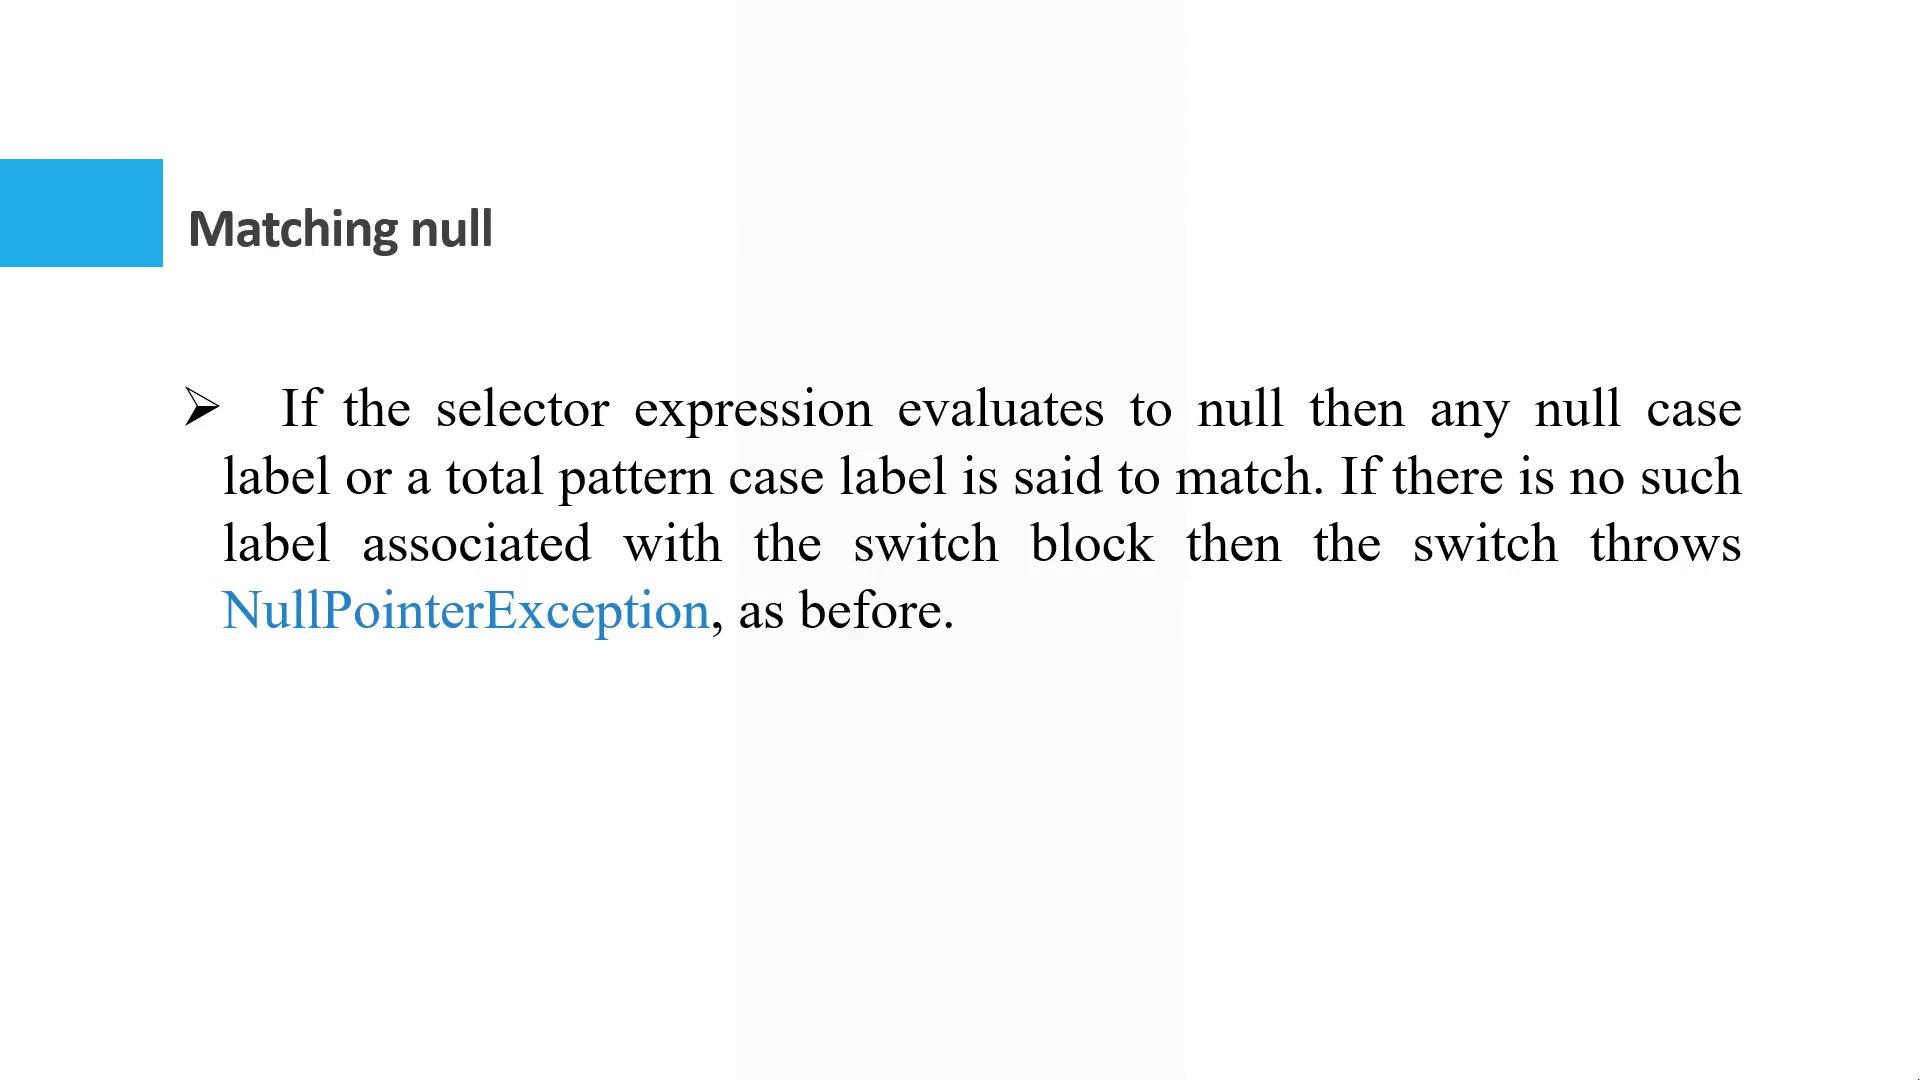 Matching null
➢ If the selector expression evaluates to null then any null case
label or a total pattern case label is said to match. If there is no such
label associated with the switch block then the switch throws
NullPointerException, as before.